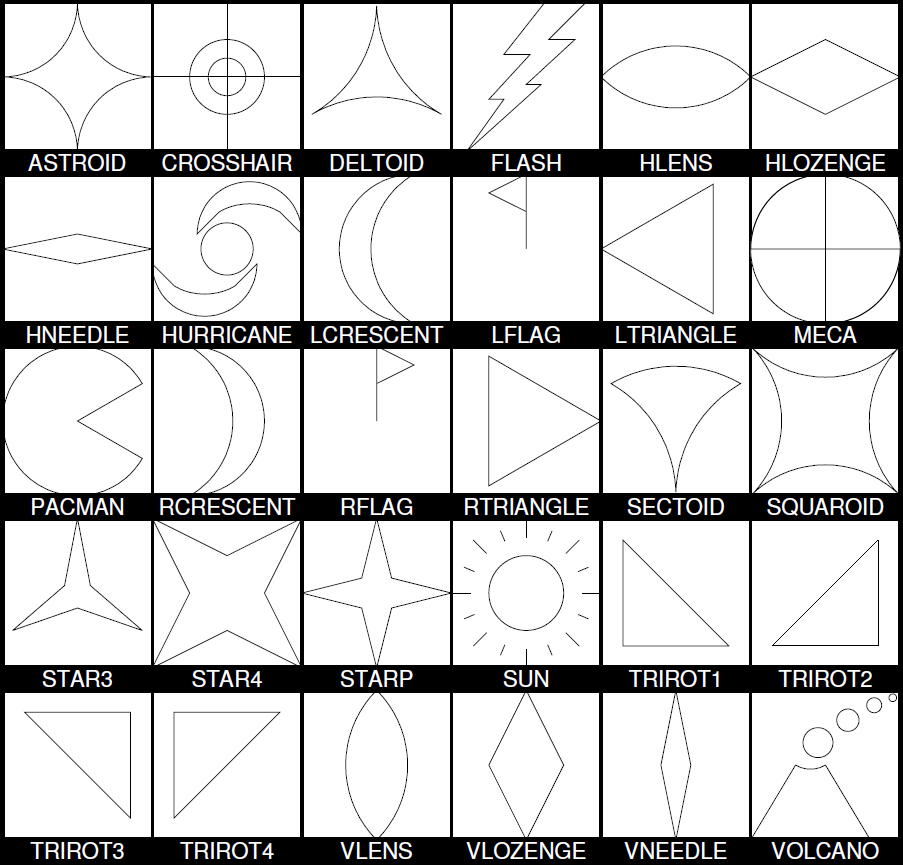 ASTROID CROSSHAIR DELTOID FLASH HLENS HLOZENGE
HNEEDLE HURRICANE LCRESCENT LFLAG LTRIANGLE MECA
PACMAN RCRESCENT RFLAG RTRIANGLE SECTOID SQUAROID
STAR3 STAR4 STARP SUN TRIROT1 TRIROT2
TRIROT3 TRIROT4 VLENS VLOZENGE VNEEDLE VOLCANO